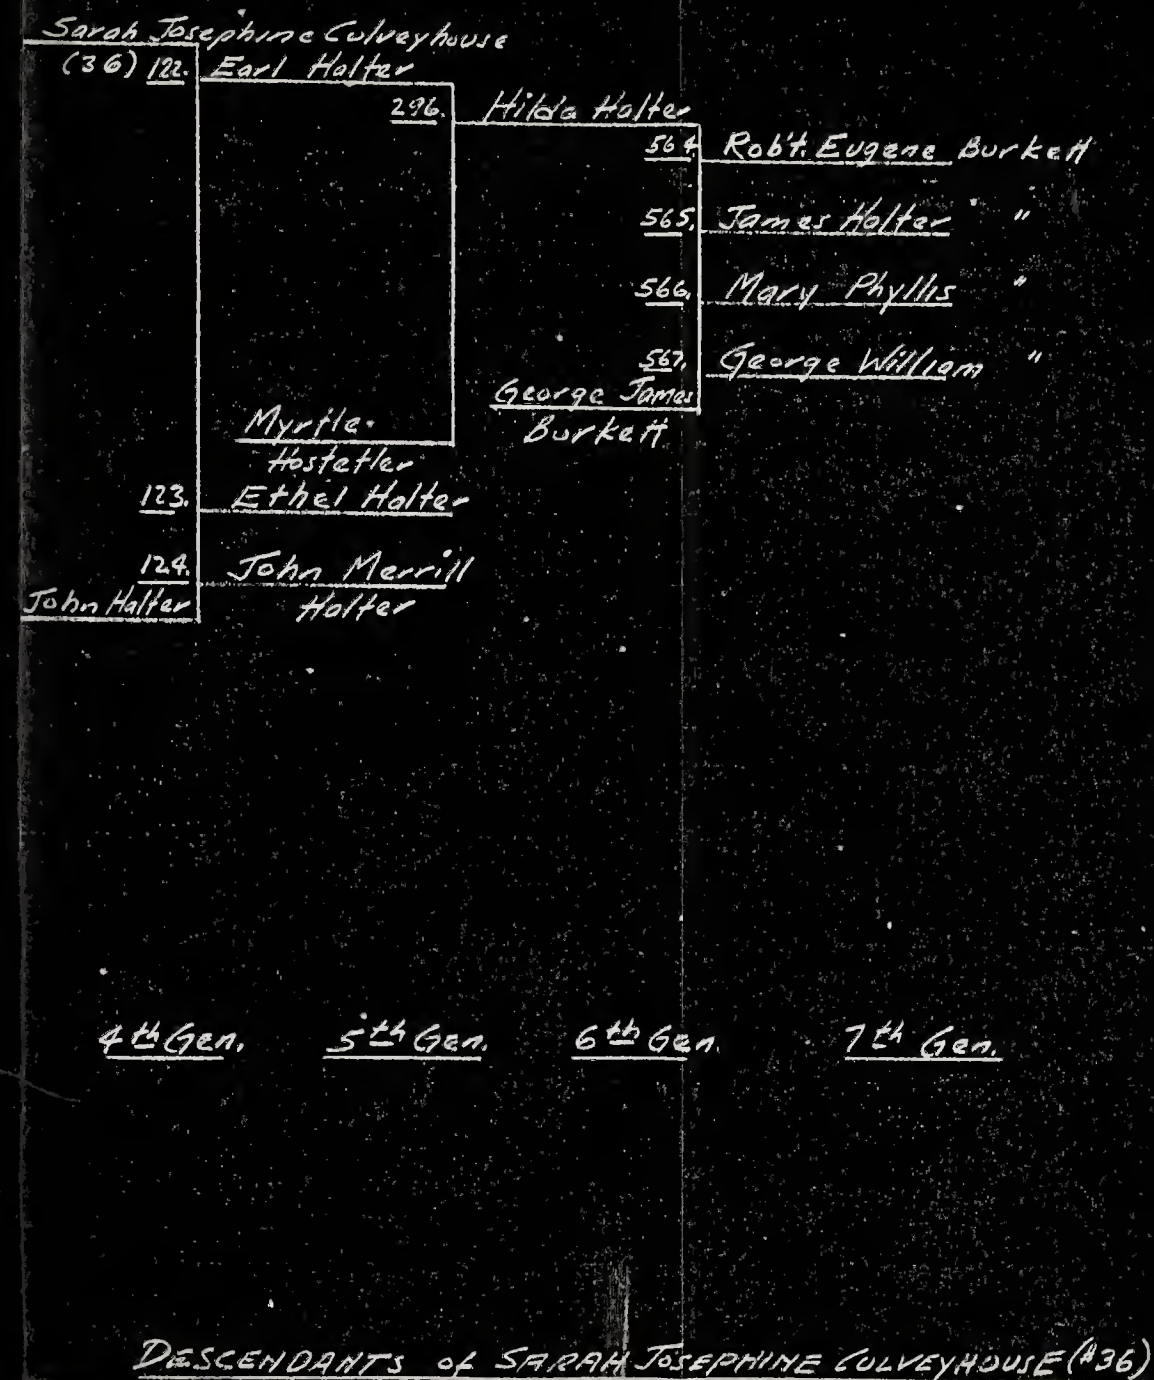 Sarah Josephine Culveyhouse
(36) 122. Earl Halter
296. Hilda Halter
564. Rob't. Eugene Burkett
565. James Halter "
566. Mary Phyllis "
567. George William "
George James
Burkett
Myrtle
Hostetler
123. Ethel Halter
124. John Merrill
Halter
John Halter
4th Gen. 5th Gen. 6th Gen. 7th Gen.
DESCENDANTS of SARAH JOSEPHINE CULVEYHOUSE (#36)